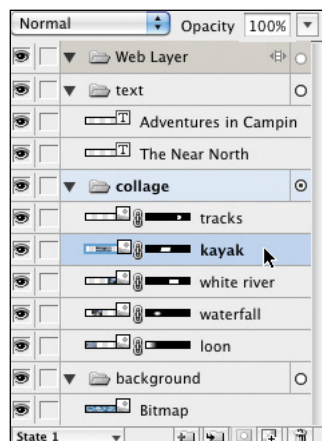 Normal Opacity 100%
Web Layer
text
T Adventures in Campin
T The Near North
collage
tracks
kayak
white river
waterfall
loon
background
Bitmap
State 1